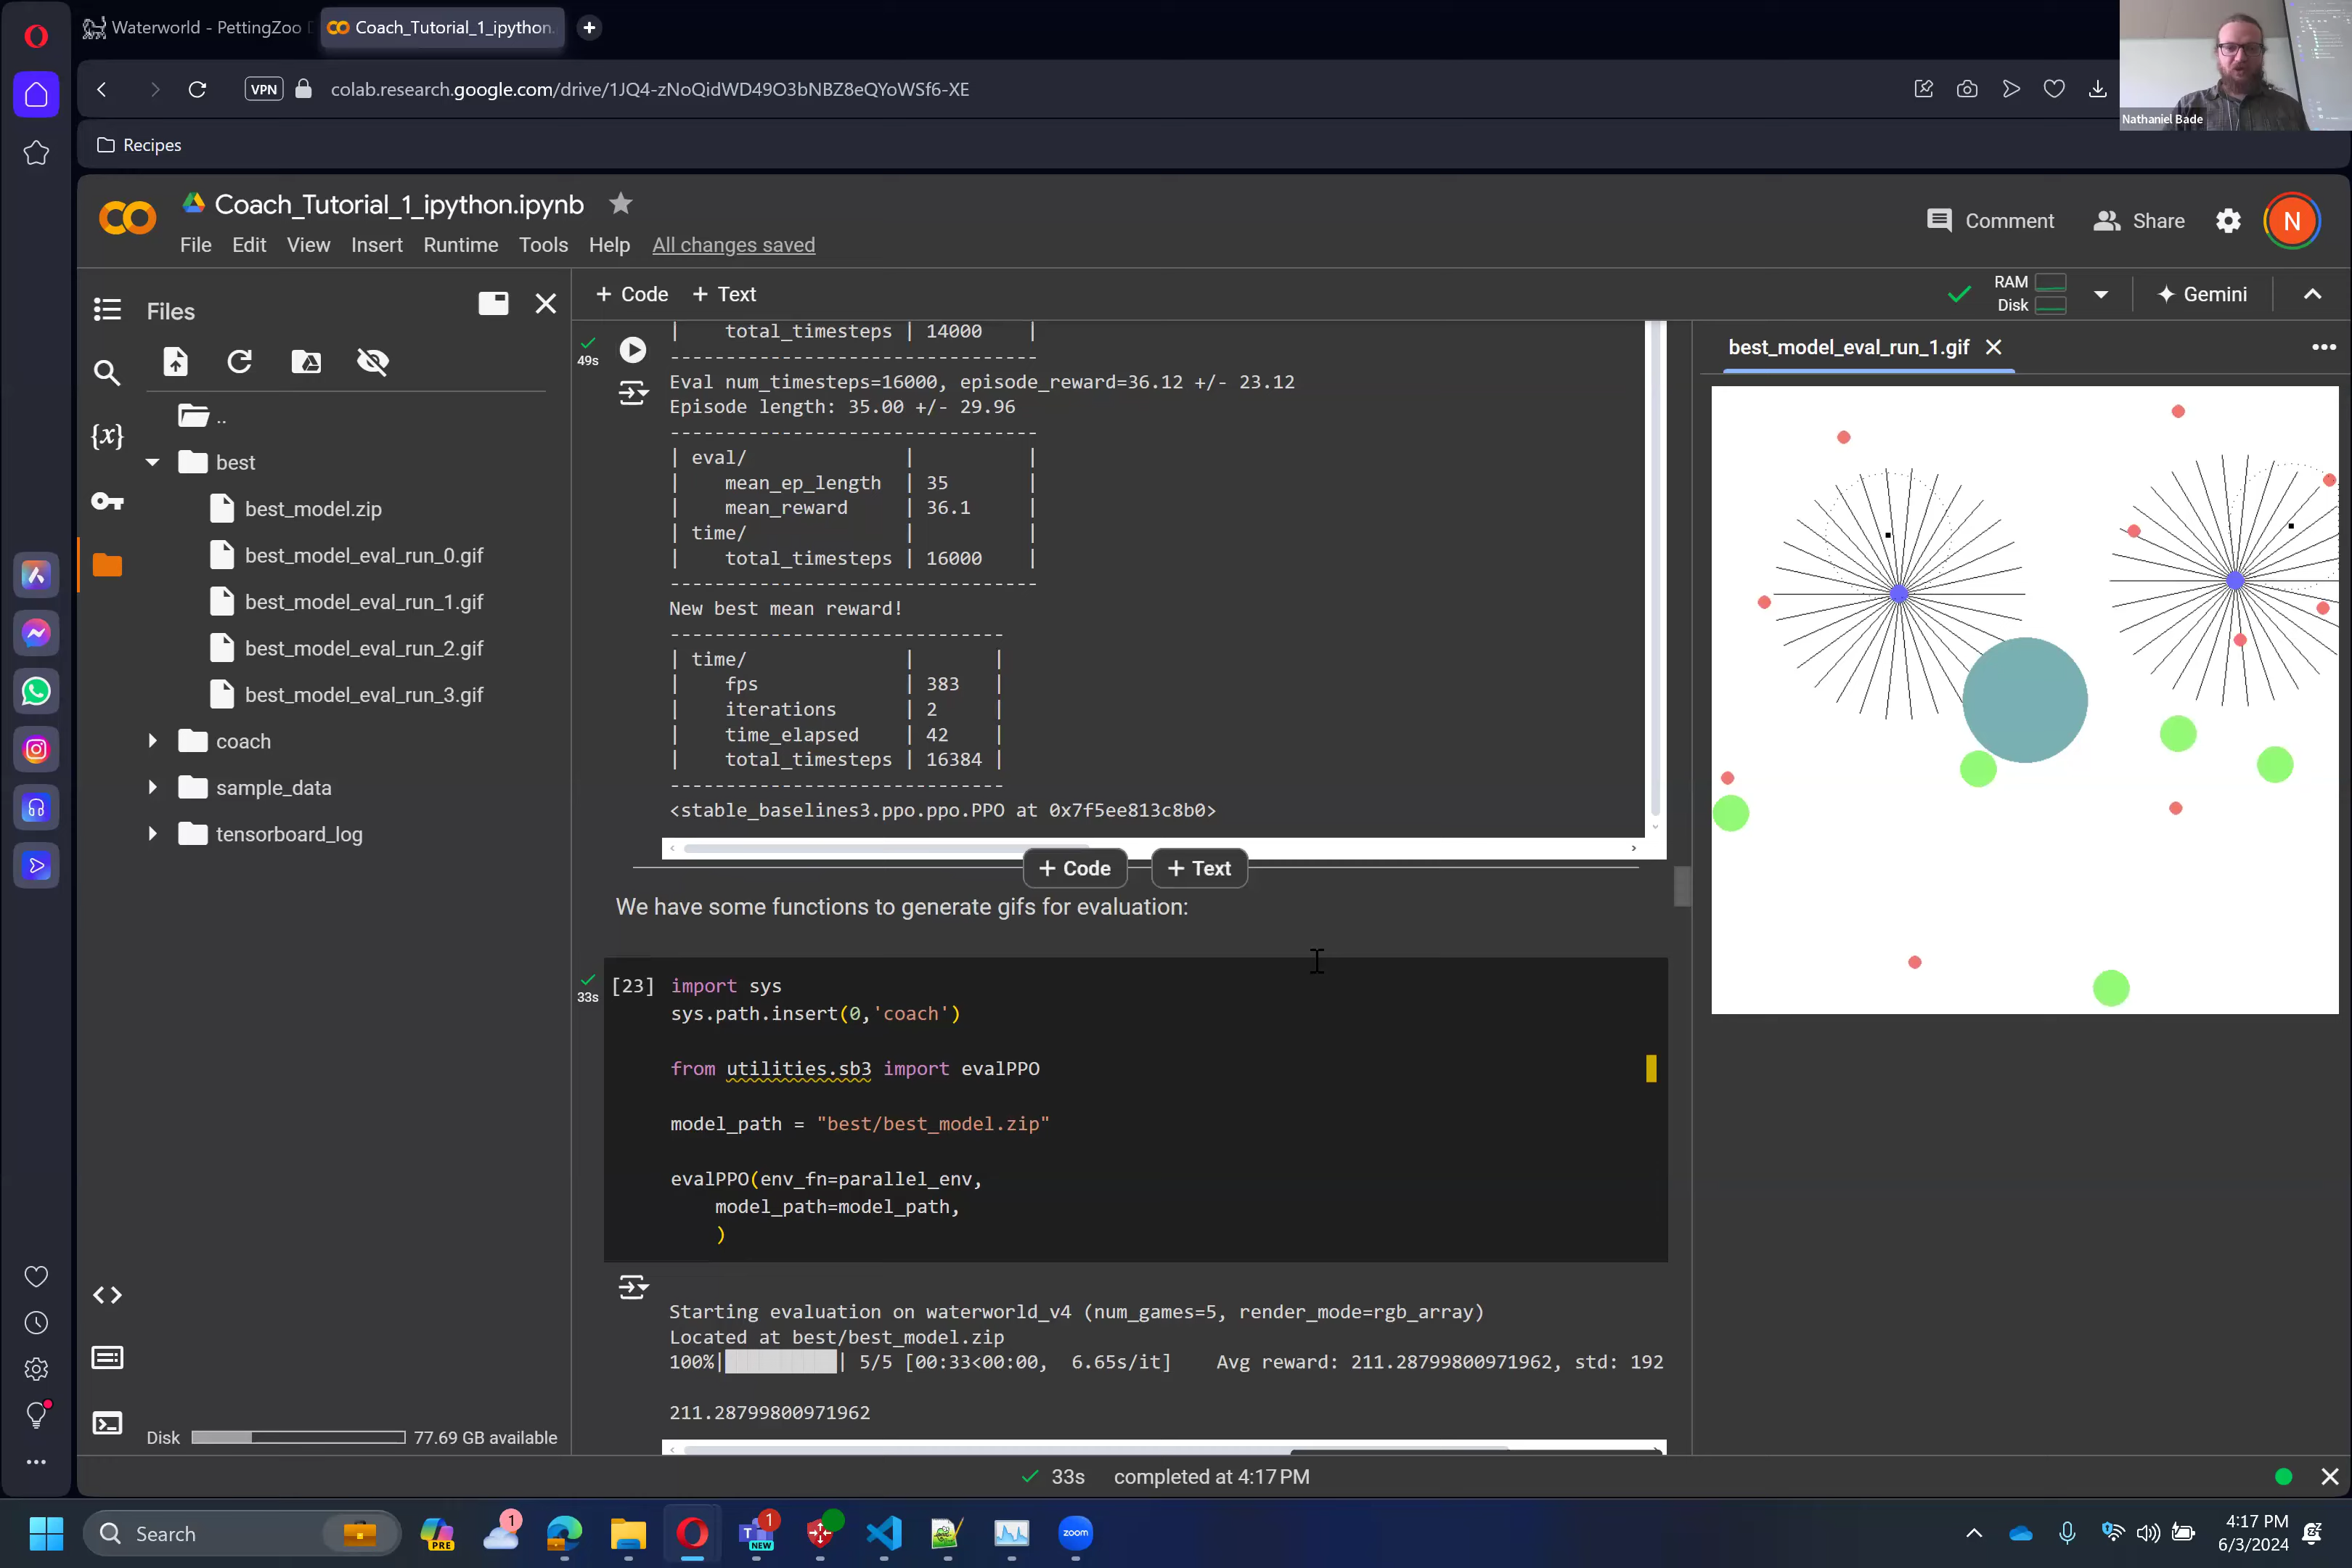 Waterworld - PettingZoo
Coach_Tutorial_1_ipython.
VPN
colab.research.google.com/drive/1JQ4-zNoQidWD49O3bNBZ8eQYoWSf6-XE
Nathaniel Bade
Recipes
Coach_Tutorial_1_ipython.ipynb
Comment
Share
N
File Edit View Insert Runtime Tools Help All changes saved
Files
+ Code + Text
RAM
Disk
Gemini
best_model_eval_run_1.gif
..
best
best_model.zip
best_model_eval_run_0.gif
best_model_eval_run_1.gif
best_model_eval_run_2.gif
best_model_eval_run_3.gif
coach
sample_data
tensorboard_log
{x}
Disk 77.69 GB available
49s
| total_timesteps | 14000 |
---------------------------------
Eval num_timesteps=16000, episode_reward=36.12 +/- 23.12
Episode length: 35.00 +/- 29.96
---------------------------------
| eval/ | |
| mean_ep_length | 35 |
| mean_reward | 36.1 |
| time/ | |
| total_timesteps | 16000 |
---------------------------------
New best mean reward!
------------------------------
| time/ | |
| fps | 383 |
| iterations | 2 |
| time_elapsed | 42 |
| total_timesteps | 16384 |
------------------------------
<stable_baselines3.ppo.ppo.PPO at 0x7f5ee813c8b0>
+ Code + Text
We have some functions to generate gifs for evaluation:
33s
[23] import sys
sys.path.insert(0,'coach')
from utilities.sb3 import evalPPO
model_path = "best/best_model.zip"
evalPPO(env_fn=parallel_env,
model_path=model_path,
)
Starting evaluation on waterworld_v4 (num_games=5, render_mode=rgb_array)
Located at best/best_model.zip
100%|██████████| 5/5 [00:33<00:00, 6.65s/it] Avg reward: 211.28799800971962, std: 192
211.28799800971962
33s completed at 4:17 PM
Search
PRE
1
1
T
NEW
zoom
4:17 PM
6/3/2024